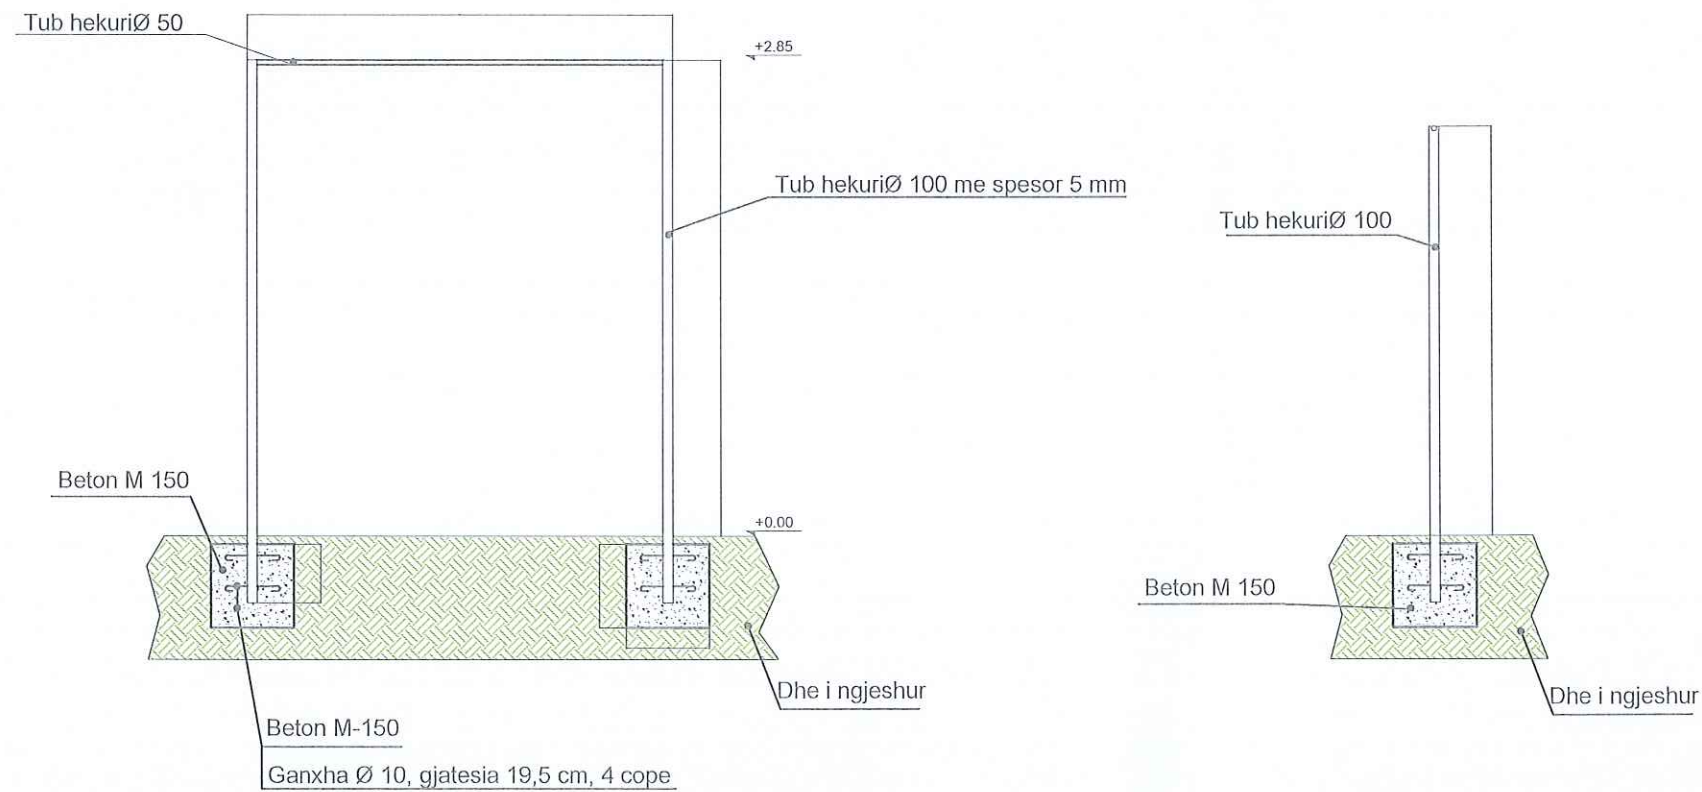 Tub hekuriØ 50
+2.85
Tub hekuriØ 100 me spesor 5 mm
Tub hekuriØ 100
Beton M 150
+0.00
Beton M 150
Dhe i ngjeshur
Dhe i ngjeshur
Beton M-150
Ganxha Ø 10, gjatesia 19,5 cm, 4 cope